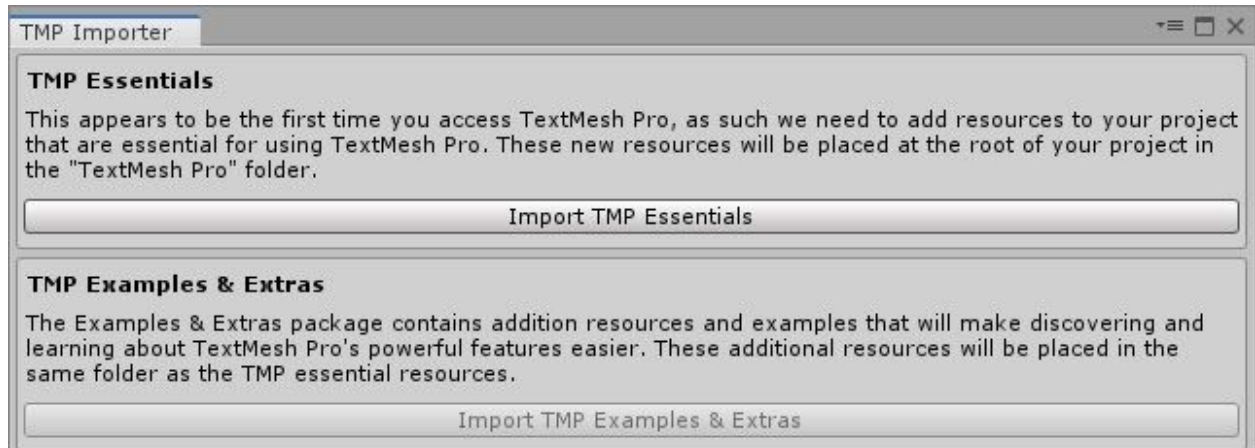 TMP Importer
TMP Essentials
This appears to be the first time you access TextMesh Pro, as such we need to add resources to your project
that are essential for using TextMesh Pro. These new resources will be placed at the root of your project in
the "TextMesh Pro" folder.
Import TMP Essentials
TMP Examples & Extras
The Examples & Extras package contains addition resources and examples that will make discovering and
learning about TextMesh Pro's powerful features easier. These additional resources will be placed in the
same folder as the TMP essential resources.
Import TMP Examples & Extras